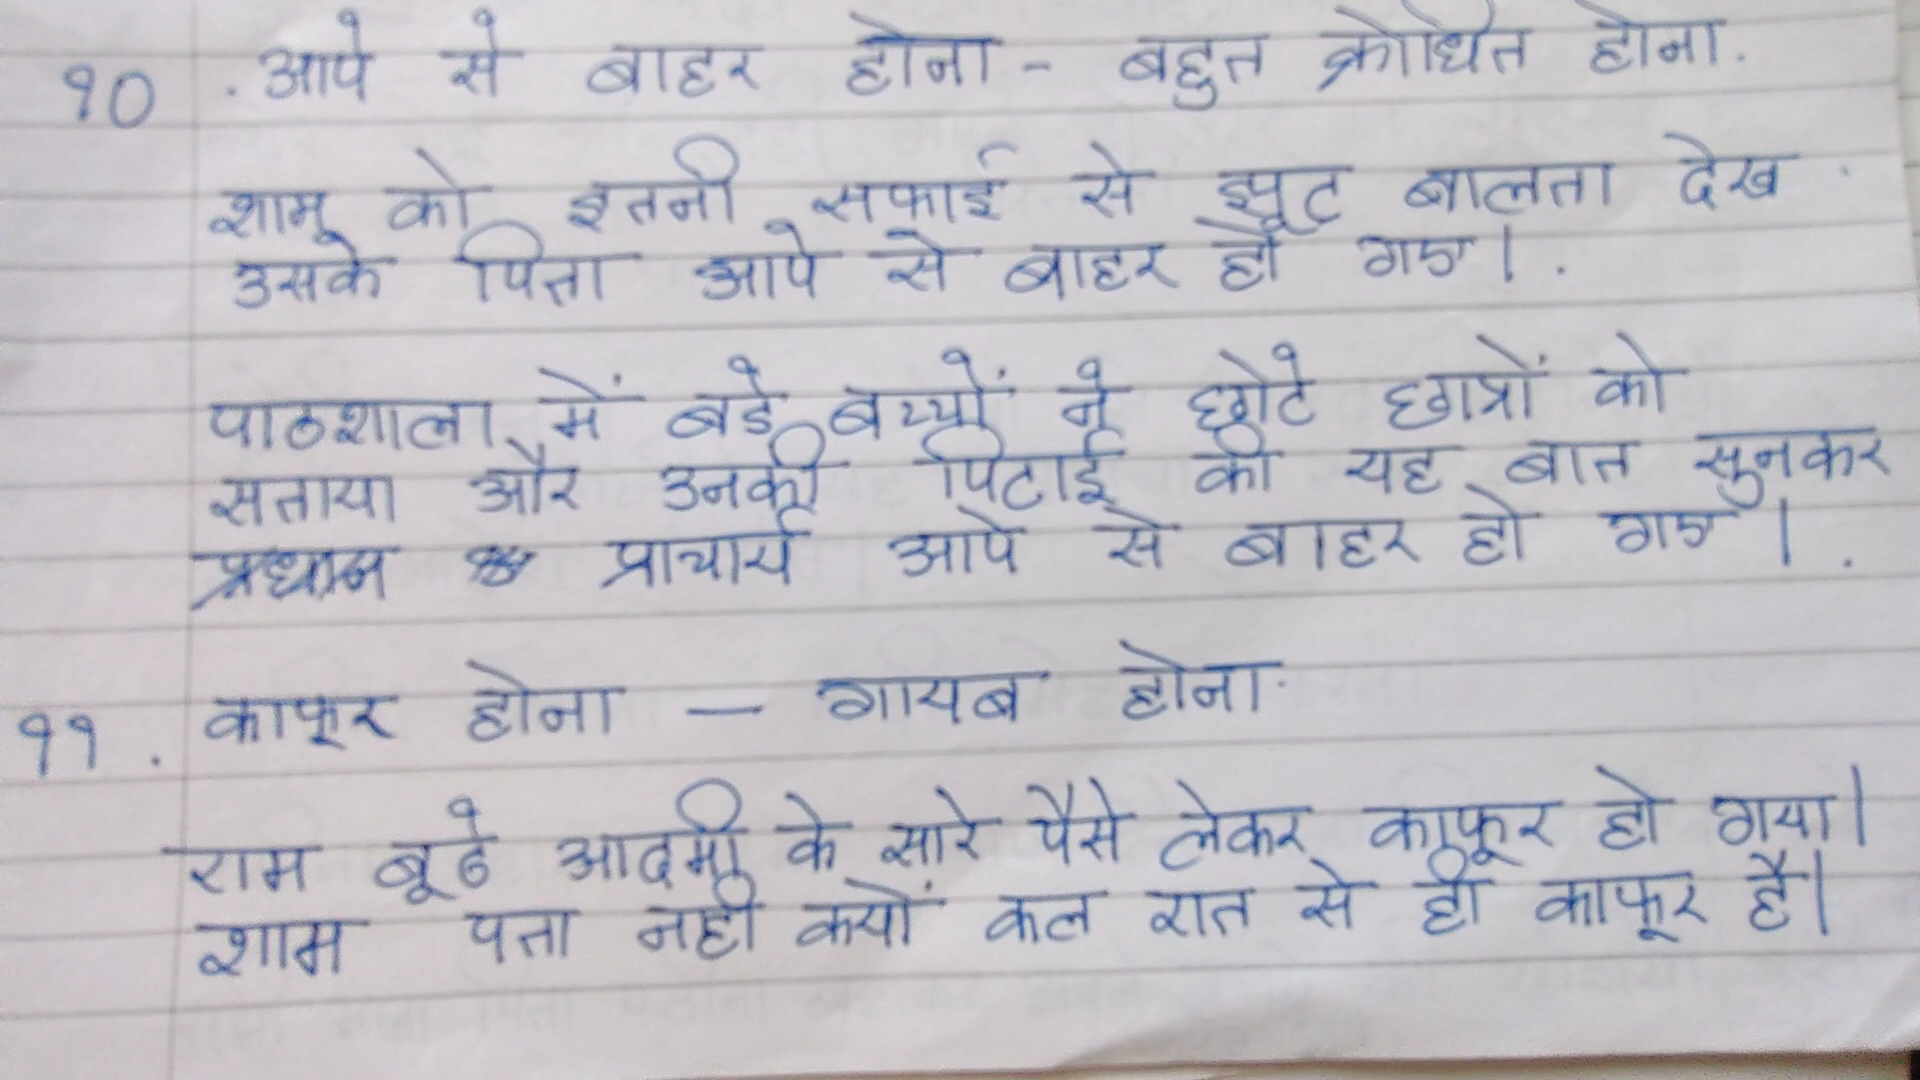 १० . आपे से बाहर होना - बहुत क्रोधित होना.
शामू को इतनी सफाई से झूट बालता देख
उसके पिता आपे से बाहर हो गए।.
पाठशाला में बडे बच्चों ने छोटे छात्रों को
सताया और उनकी पिटाई की यह बात सुनकर
प्रधान प्राचार्य आपे से बाहर हो गए।.
११. काफूर होना — गायब होना.
राम बूढे आदमी के सारे पैसे लेकर काफूर हो गया।
शाम पता नही क्यों कल रात से ही काफूर है।